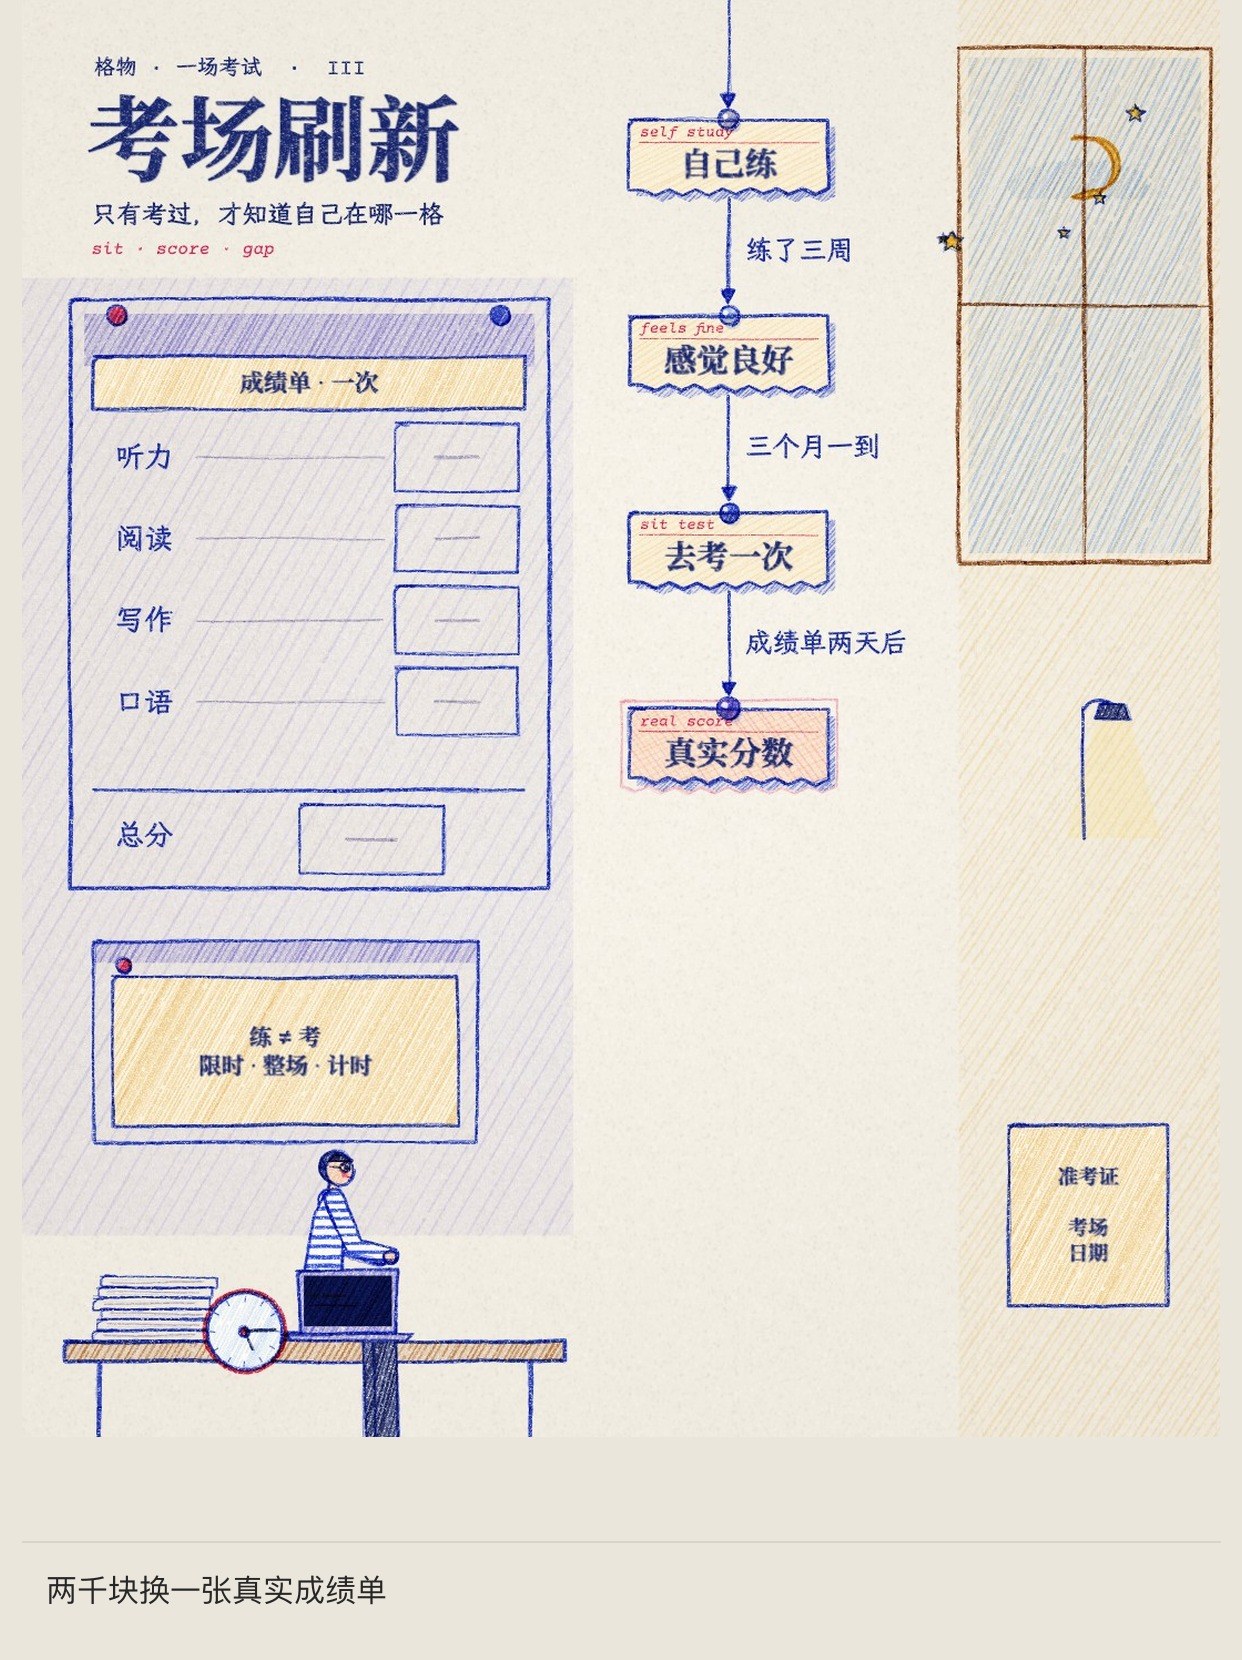 格物 · 一场考试 · III
考场刷新
只有考过，才知道自己在哪一格
sit · score · gap
成绩单 · 一次
听力 —
阅读 —
写作 —
口语 —
总分 —
练 ≠ 考
限时 · 整场 · 计时
self study
自己练
练了三周
feels fine
感觉良好
三个月一到
sit test
去考一次
成绩单两天后
real score
真实分数
准考证
考场
日期
两千块换一张真实成绩单